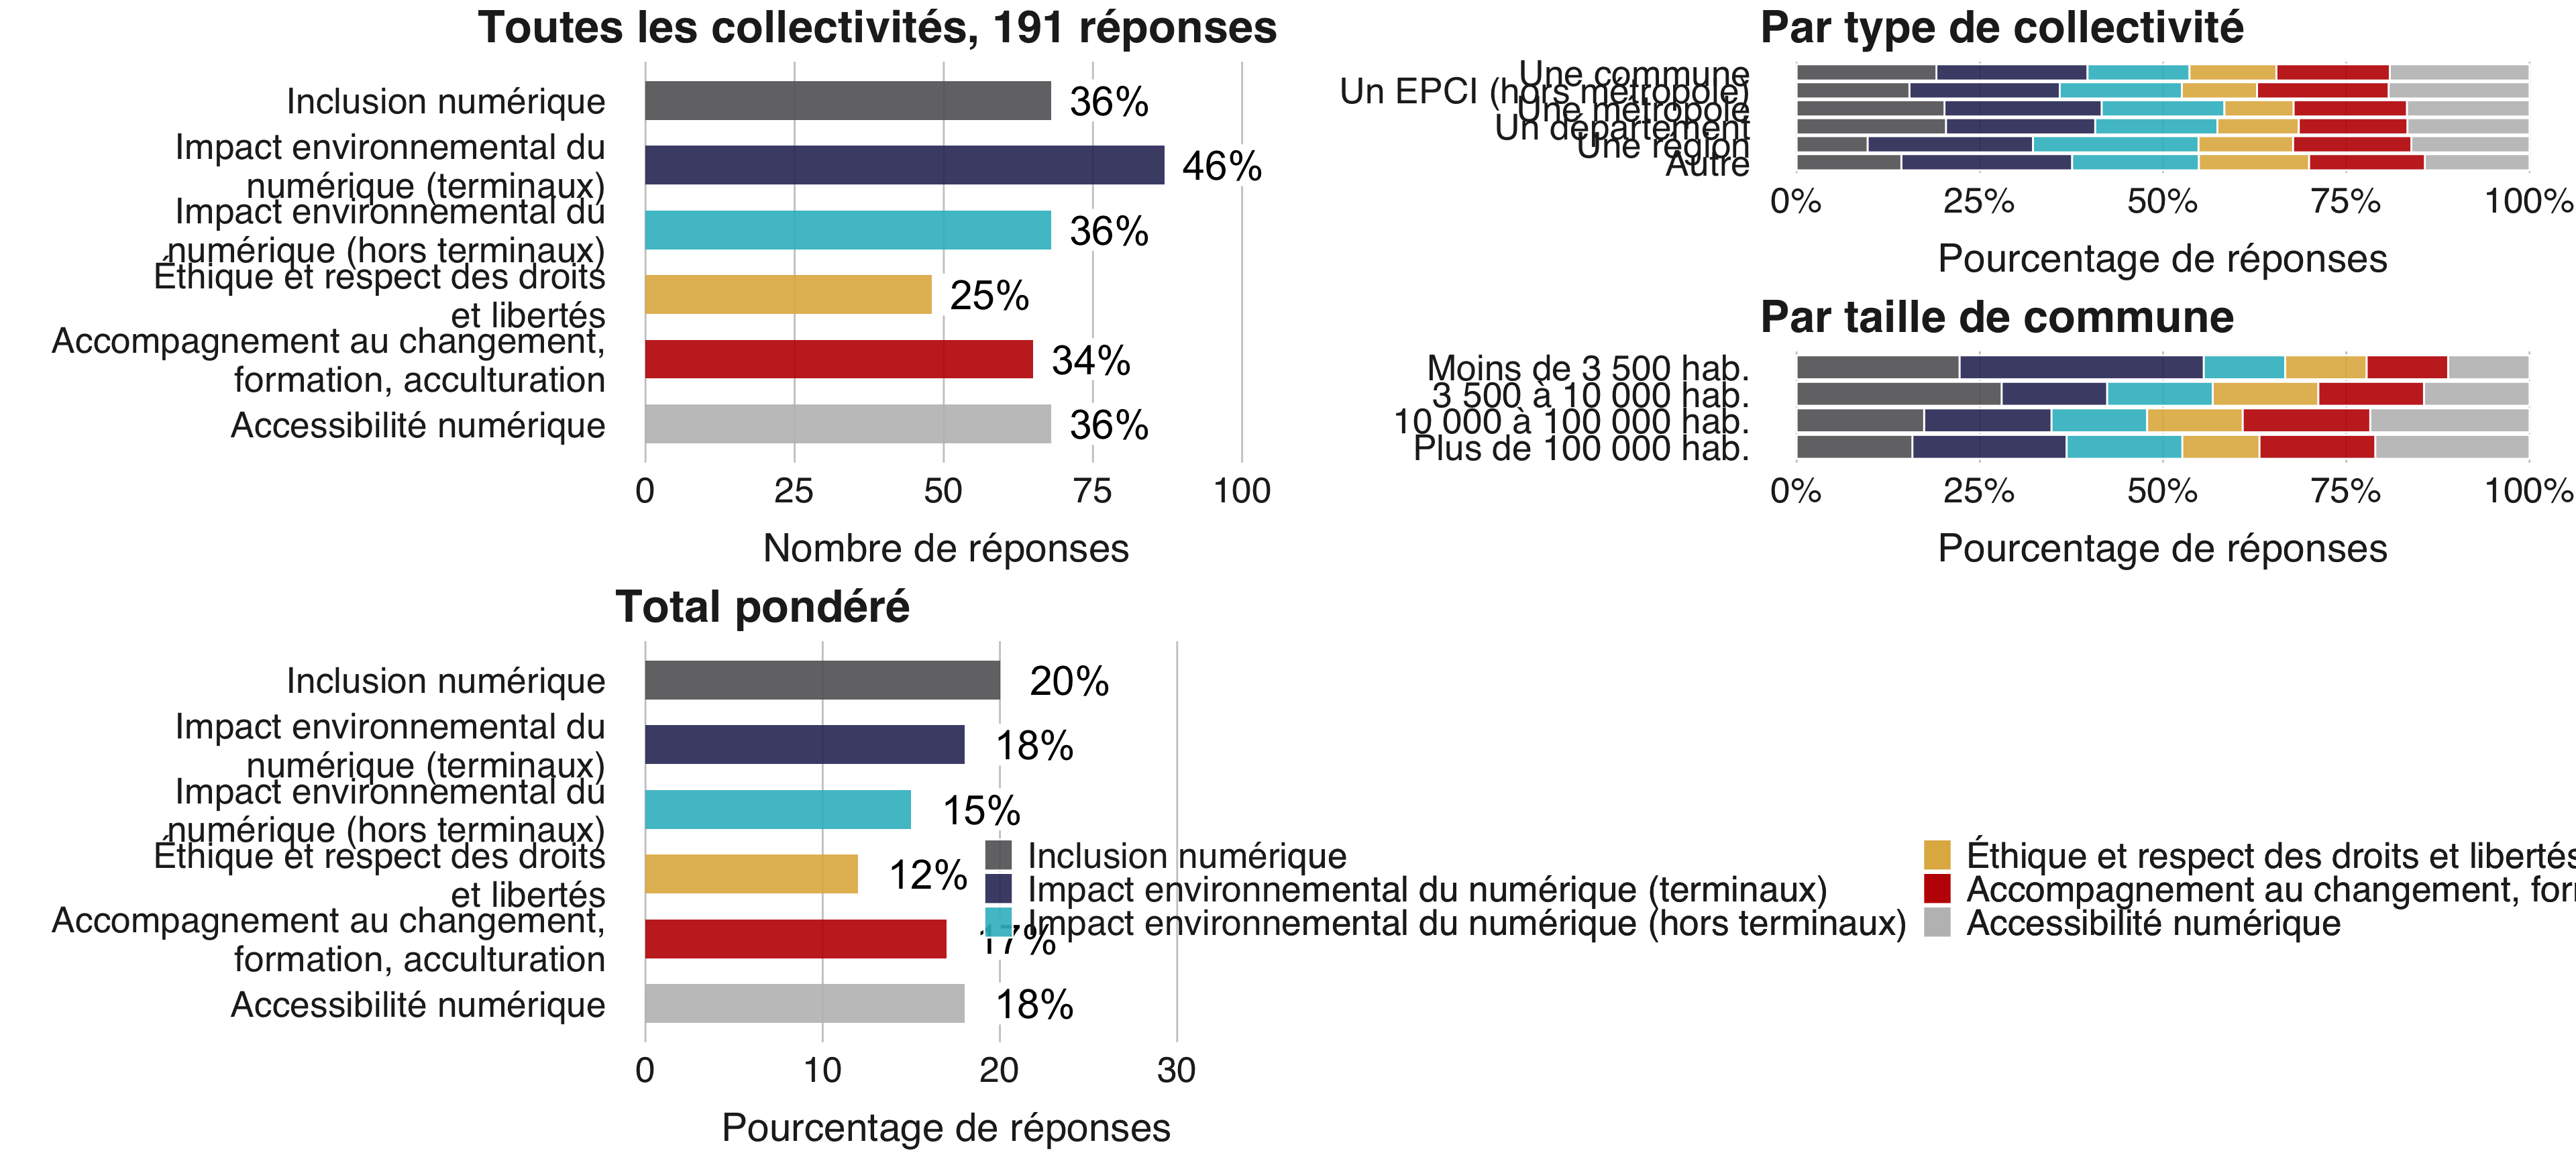 Toutes les collectivités, 191 réponses
Inclusion numérique
36%
Impact environnemental du
numérique (terminaux)
46%
Impact environnemental du
numérique (hors terminaux)
36%
Éthique et respect des droits
et libertés
25%
Accompagnement au changement,
formation, acculturation
34%
Accessibilité numérique
36%
0 25 50 75 100
Nombre de réponses
Par type de collectivité
Une commune
Un EPCI (hors métropole)
Une métropole
Un département
Une région
Autre
0% 25% 50% 75% 100%
Pourcentage de réponses
Par taille de commune
Moins de 3 500 hab.
3 500 à 10 000 hab.
10 000 à 100 000 hab.
Plus de 100 000 hab.
0% 25% 50% 75% 100%
Pourcentage de réponses
Total pondéré
Inclusion numérique
20%
Impact environnemental du
numérique (terminaux)
18%
Impact environnemental du
numérique (hors terminaux)
15%
Éthique et respect des droits
et libertés
12%
Accompagnement au changement,
formation, acculturation
17%
Accessibilité numérique
18%
0 10 20 30
Pourcentage de réponses
Inclusion numérique
Impact environnemental du numérique (terminaux)
Impact environnemental du numérique (hors terminaux)
Éthique et respect des droits et libertés
Accompagnement au changement,
Accessibilité numérique